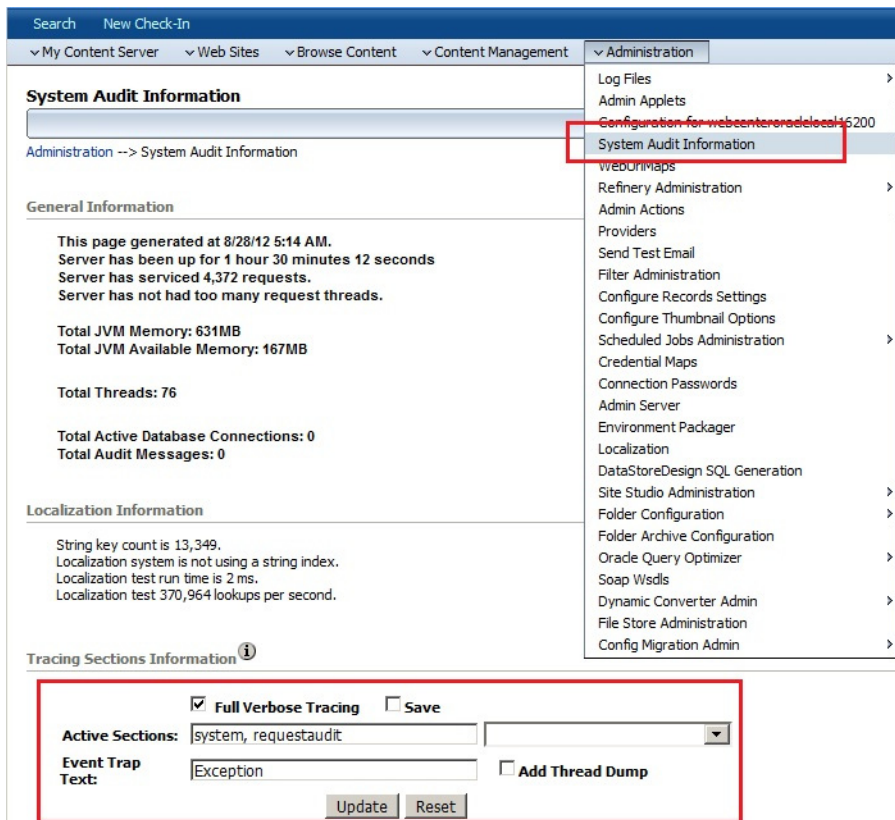 Search New Check-In
My Content Server Web Sites Browse Content Content Management Administration
System Audit Information
Administration --> System Audit Information
General Information
This page generated at 8/28/12 5:14 AM.
Server has been up for 1 hour 30 minutes 12 seconds
Server has serviced 4,372 requests.
Server has not had too many request threads.
Total JVM Memory: 631MB
Total JVM Available Memory: 167MB
Total Threads: 76
Total Active Database Connections: 0
Total Audit Messages: 0
Localization Information
String key count is 13,349.
Localization system is not using a string index.
Localization test run time is 2 ms.
Localization test 370,964 lookups per second.
Log Files
Admin Applets
Configuration for webcenteroraclelocal16200
System Audit Information
WebUrlMaps
Refinery Administration
Admin Actions
Providers
Send Test Email
Filter Administration
Configure Records Settings
Configure Thumbnail Options
Scheduled Jobs Administration
Credential Maps
Connection Passwords
Admin Server
Environment Packager
Localization
DataStoreDesign SQL Generation
Site Studio Administration
Folder Configuration
Folder Archive Configuration
Oracle Query Optimizer
Soap Wsdls
Dynamic Converter Admin
File Store Administration
Config Migration Admin
Tracing Sections Information
Full Verbose Tracing Save
Active Sections: system, requestaudit
Event Trap Text: Exception Add Thread Dump
Update Reset